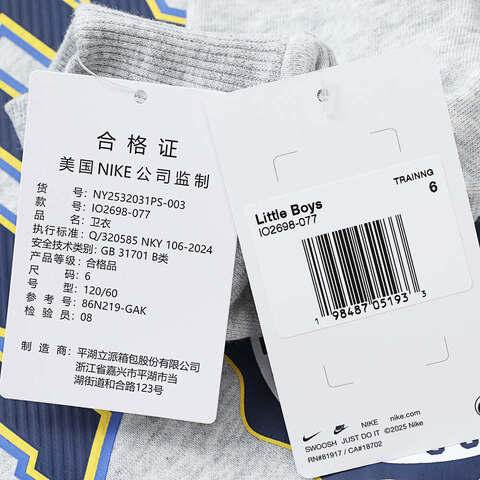 合格证
美国NIKE公司监制
货 号: NY2532031PS-003
款 号: IO2698-077
品 名: 卫衣
执行标准: Q/320585 NKY 106-2024
安全技术类别: GB 31701 B类
产品等级: 合格品
尺 码: 6
型 号: 120/60
参 考 号: 86N219-GAK
检 验 员: 08
制 造 商: 平湖立派箱包股份有限公司
浙江省嘉兴市平湖市当
湖街道和合路123号
TRAINNG
6
Little Boys
IO2698-077
1 98487 05193 3
NIKE nike.com
SWOOSH JUST DO IT ©2025 Nike
RN#81917 / CA#18702